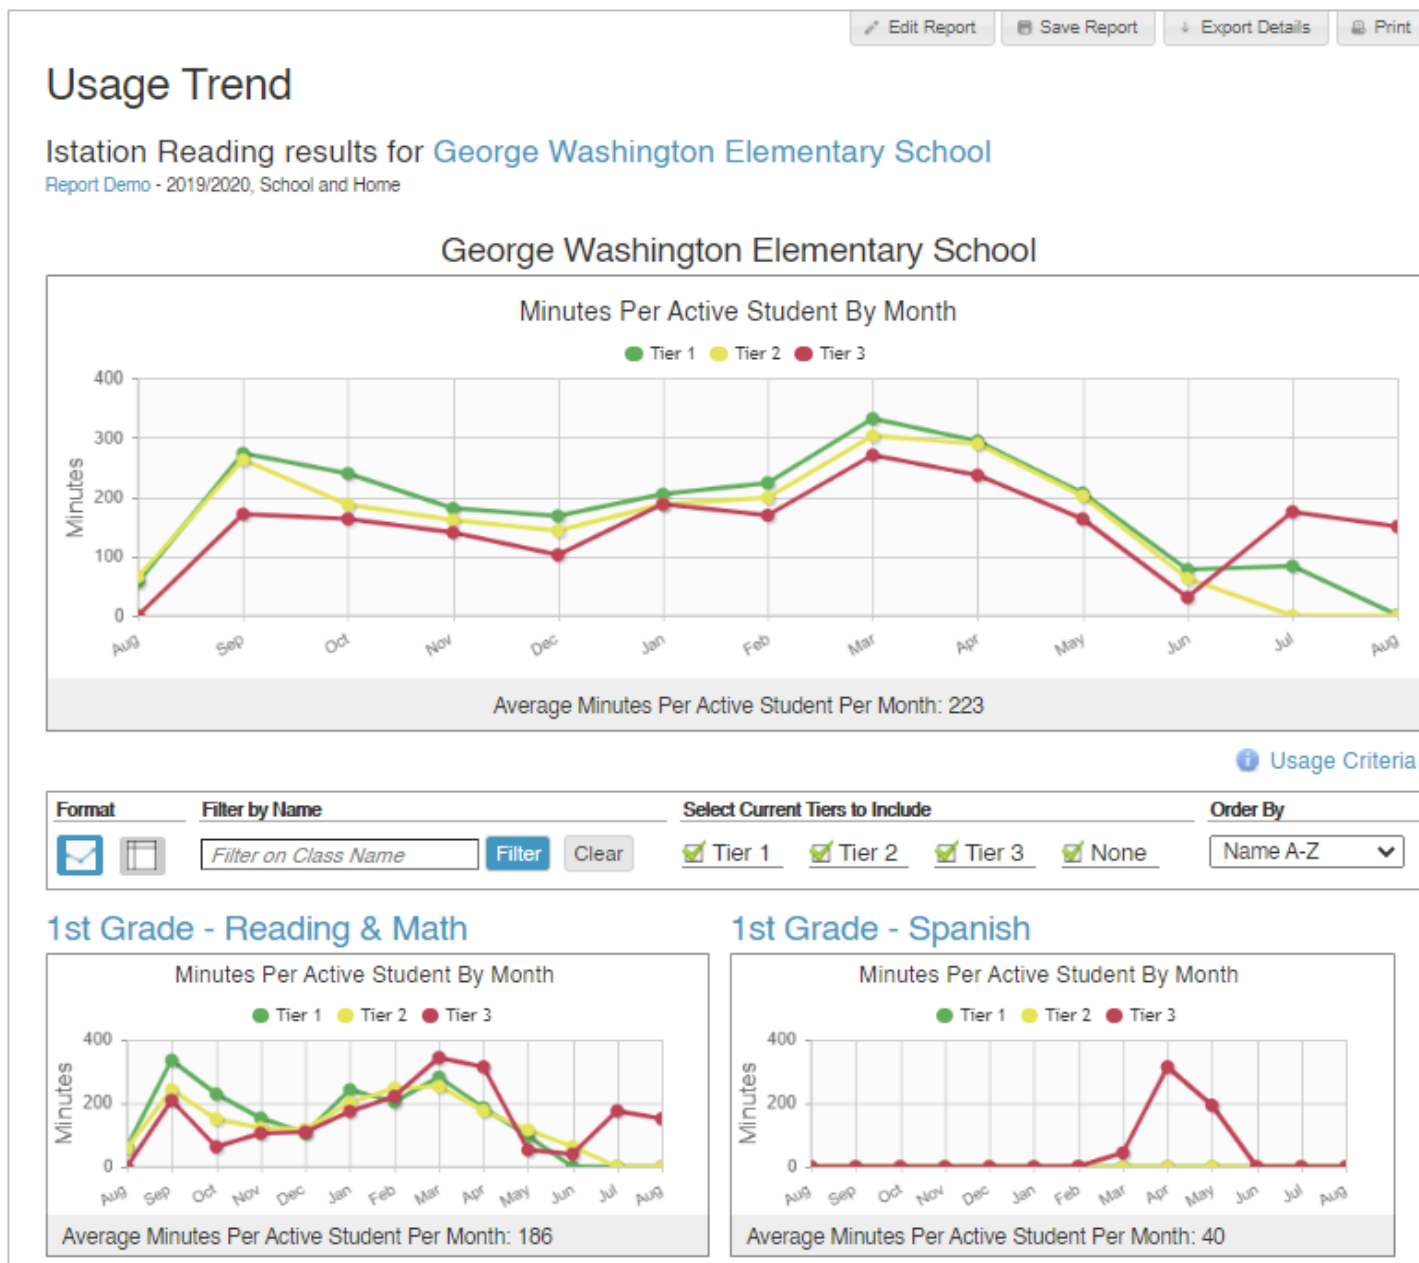 Edit Report Save Report Export Details Print
Usage Trend
Istation Reading results for George Washington Elementary School
Report Demo - 2019/2020, School and Home
George Washington Elementary School
Minutes Per Active Student By Month
Tier 1 Tier 2 Tier 3
400
300
200
100
0
Minutes
Aug Sep Oct Nov Dec Jan Feb Mar Apr May Jun Jul Aug
Average Minutes Per Active Student Per Month: 223
Usage Criteria
Format Filter by Name Select Current Tiers to Include Order By
Filter on Class Name Filter Clear Tier 1 Tier 2 Tier 3 None Name A-Z
1st Grade - Reading & Math
Minutes Per Active Student By Month
Tier 1 Tier 2 Tier 3
400
200
0
Minutes
Aug Sep Oct Nov Dec Jan Feb Mar Apr May Jun Jul Aug
Average Minutes Per Active Student Per Month: 186
1st Grade - Spanish
Minutes Per Active Student By Month
Tier 1 Tier 2 Tier 3
400
200
0
Minutes
Aug Sep Oct Nov Dec Jan Feb Mar Apr May Jun Jul Aug
Average Minutes Per Active Student Per Month: 40